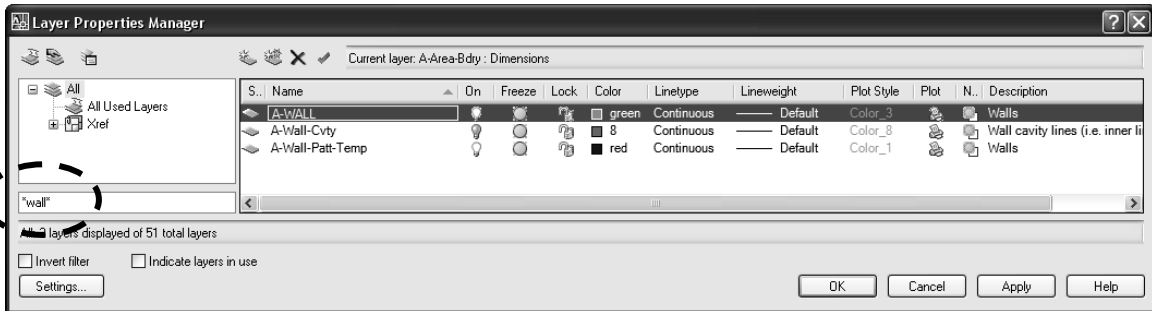 Layer Properties Manager
Current layer: A-Area-Bdry : Dimensions
All
All Used Layers
Xref
S.. Name On Freeze Lock Color Linetype Lineweight Plot Style Plot N.. Description
A-WALL green Continuous Default Color_3 Walls
A-Wall-Cvty 8 Continuous Default Color_8 Wall cavity lines (i.e. inner li
A-Wall-Patt-Temp red Continuous Default Color_1 Walls
*wall*
layers displayed of 51 total layers
Invert filter Indicate layers in use
Settings... OK Cancel Apply Help